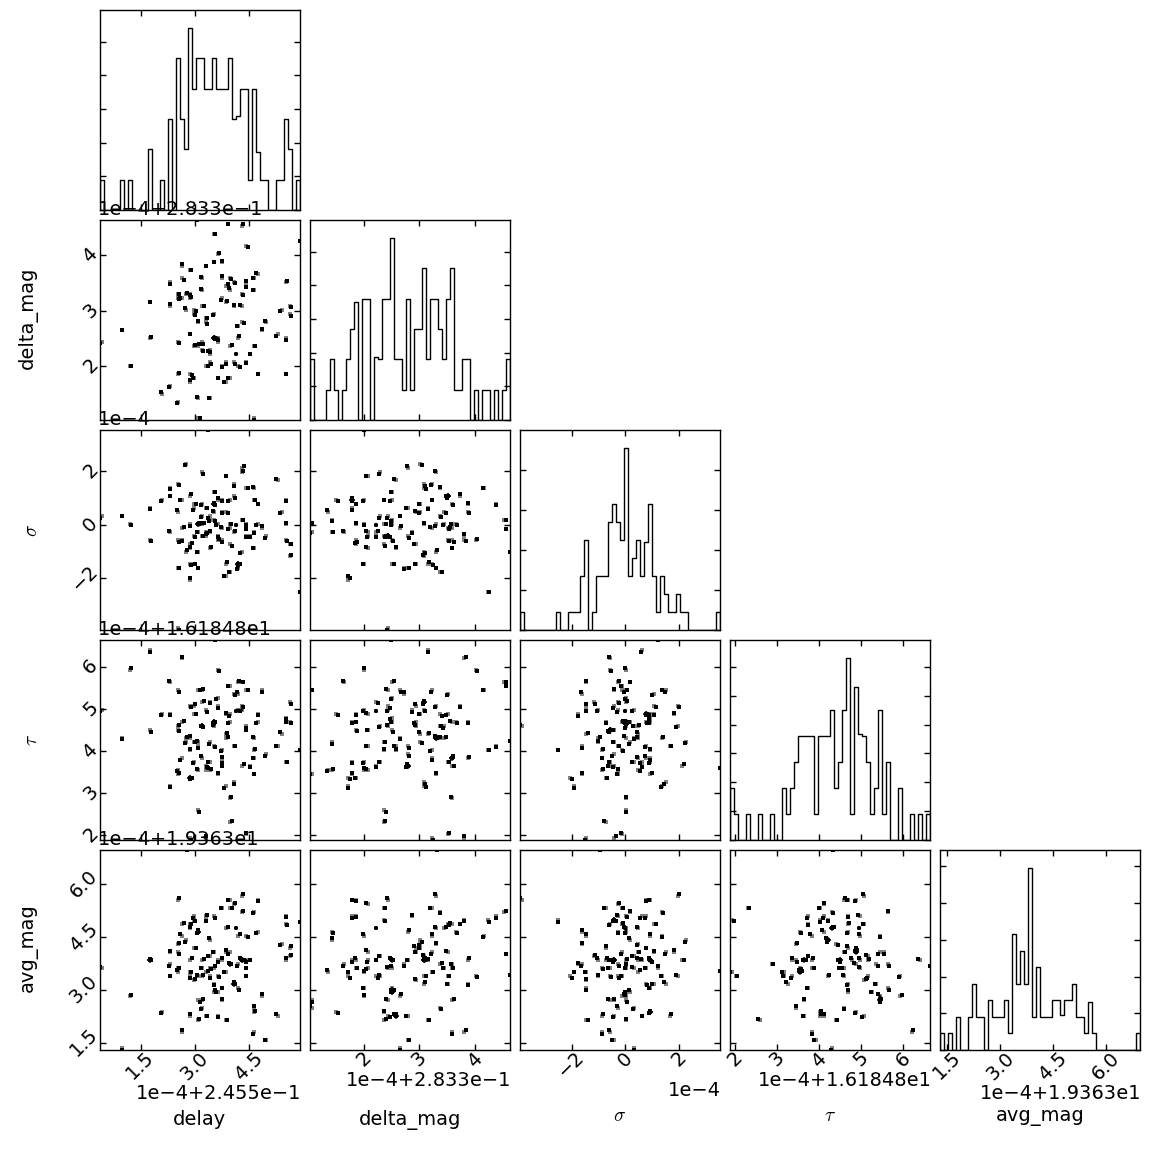 1e−4+2.833e−1
4
3
2
delta_mag
1e−4
2
0
−2
σ
1e−4+1.61848e1
6
5
4
3
2
τ
1e−4+1.9363e1
6.0
4.5
3.0
1.5
avg_mag
1.5 3.0 4.5 2 3 4 −2 0 2 2 3 4 5 6 1.5 3.0 4.5 6.0
1e−4+2.455e−1 1e−4+2.833e−1 1e−4 1e−4+1.61848e1 1e−4+1.9363e1
delay delta_mag σ τ avg_mag